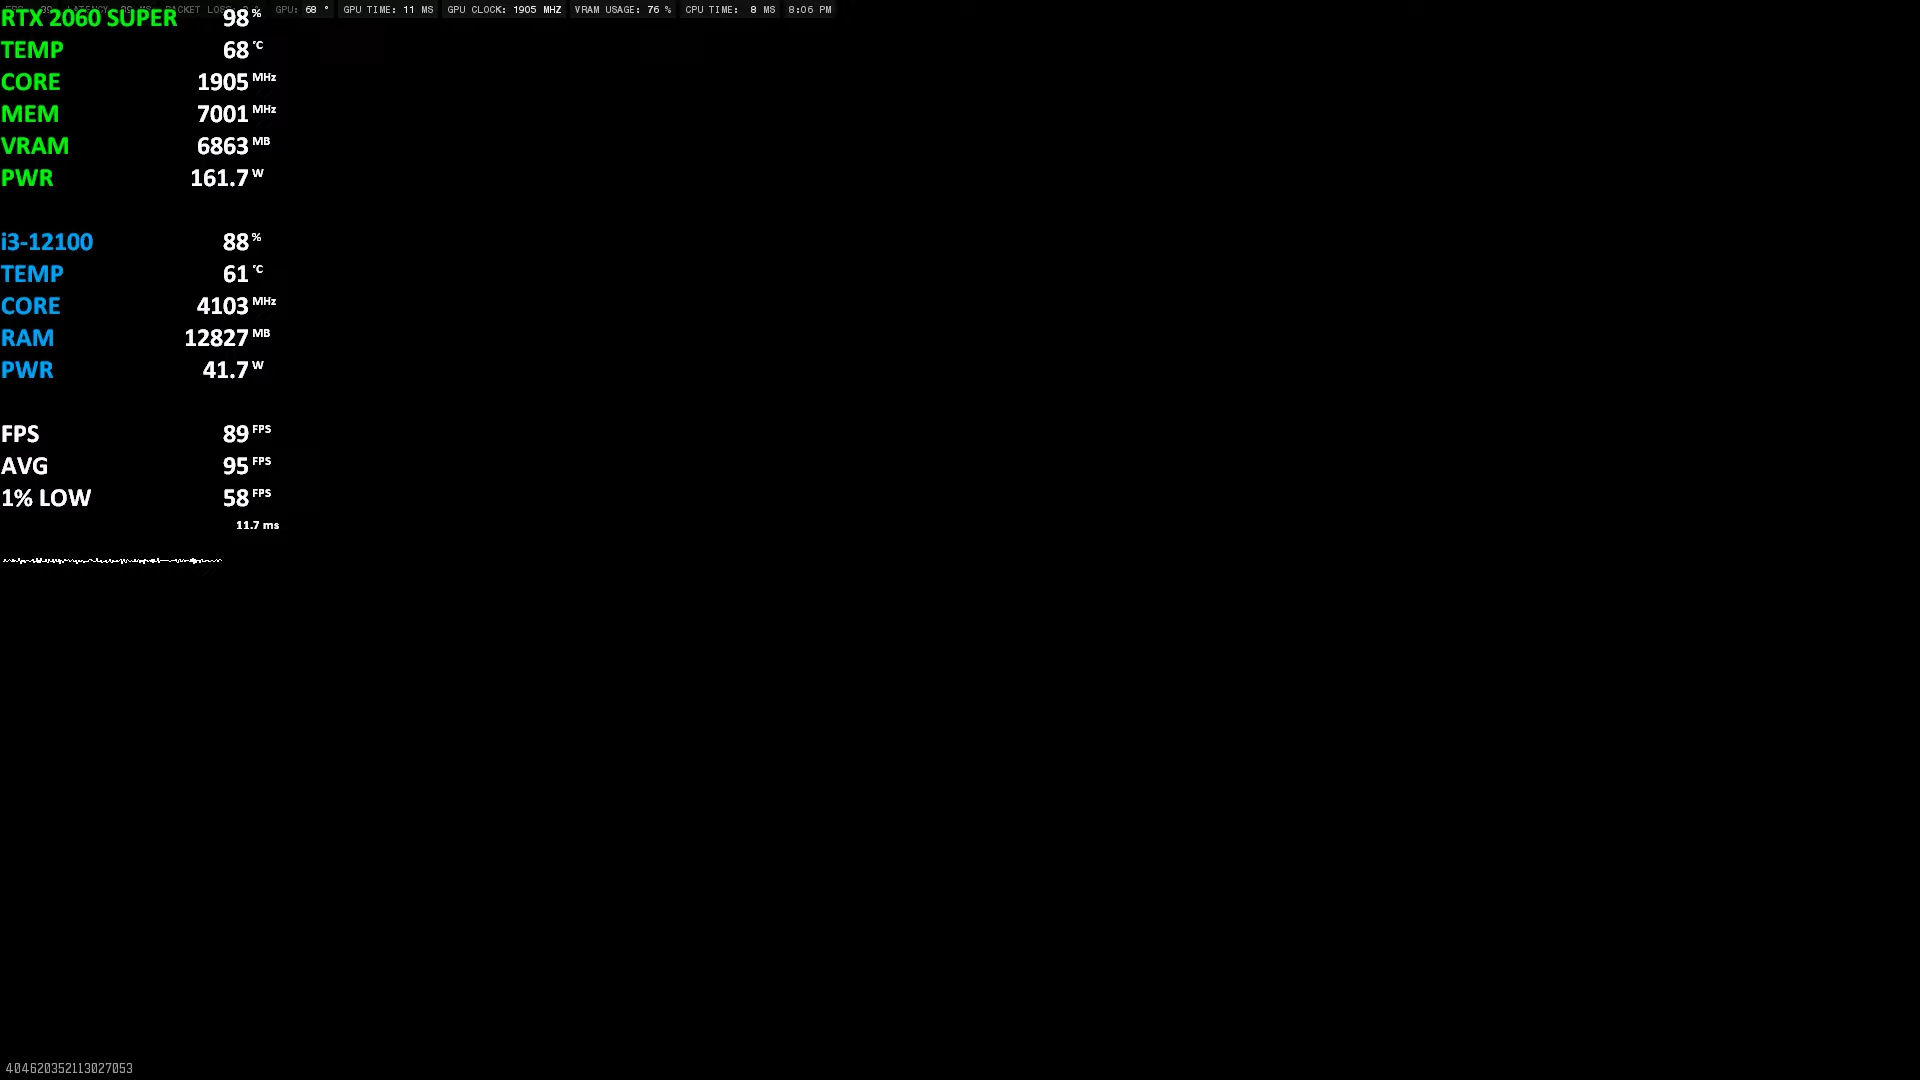 GPU: 68 ° GPU TIME: 11 MS GPU CLOCK: 1905 MHZ VRAM USAGE: 76 % CPU TIME: 8 MS 8:06 PM
RTX 2060 SUPER 98 %
TEMP 68 °C
CORE 1905 MHz
MEM 7001 MHz
VRAM 6863 MB
PWR 161.7 W
i3-12100 88 %
TEMP 61 °C
CORE 4103 MHz
RAM 12827 MB
PWR 41.7 W
FPS 89 FPS
AVG 95 FPS
1% LOW 58 FPS
11.7 ms
404620352113027053